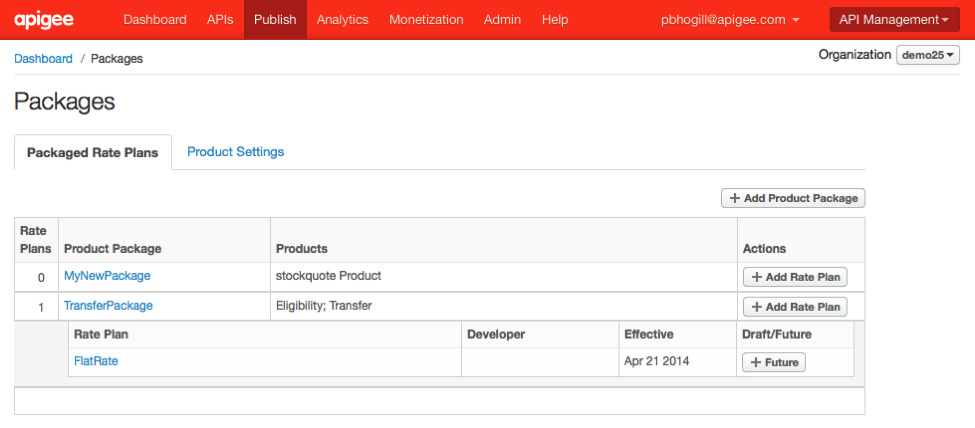 apigee Dashboard APIs Publish Analytics Monetization Admin Help pbhogill@apigee.com API Management
Dashboard / Packages Organization demo25
Packages
Packaged Rate Plans Product Settings
+ Add Product Package
Rate Plans Product Package Products Actions
0 MyNewPackage stockquote Product + Add Rate Plan
1 TransferPackage Eligibility; Transfer + Add Rate Plan
Rate Plan Developer Effective Draft/Future
FlatRate Apr 21 2014 + Future